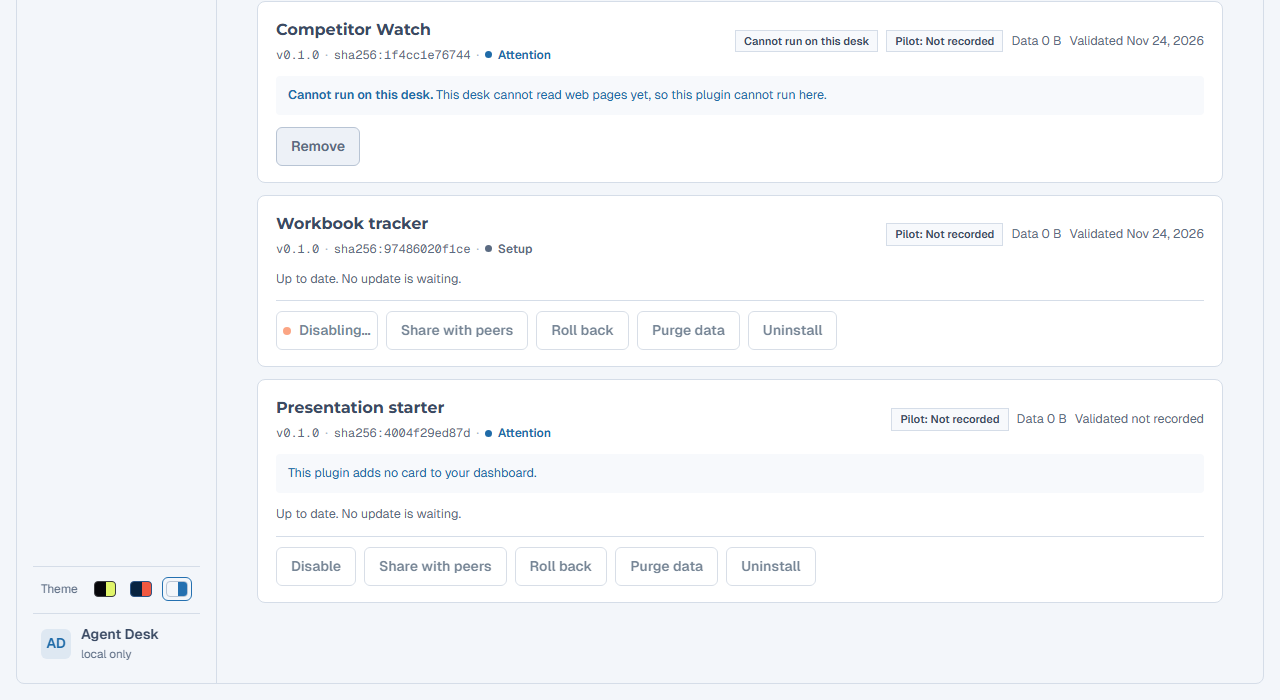 Competitor Watch
v0.1.0 · sha256:1f4cc1e76744 · Attention
Cannot run on this desk Pilot: Not recorded Data 0 B Validated Nov 24, 2026
Cannot run on this desk. This desk cannot read web pages yet, so this plugin cannot run here.
Remove
Workbook tracker
v0.1.0 · sha256:97486020f1ce · Setup
Pilot: Not recorded Data 0 B Validated Nov 24, 2026
Up to date. No update is waiting.
Disabling... Share with peers Roll back Purge data Uninstall
Presentation starter
v0.1.0 · sha256:4004f29ed87d · Attention
Pilot: Not recorded Data 0 B Validated not recorded
This plugin adds no card to your dashboard.
Up to date. No update is waiting.
Disable Share with peers Roll back Purge data Uninstall
Theme
AD Agent Desk
local only